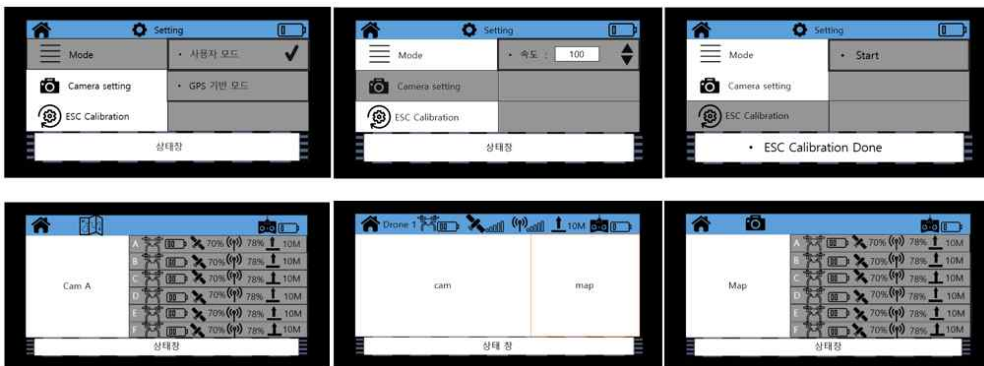 Setting
Mode
• 사용자 모드
Camera setting
• GPS 기반 모드
ESC Calibration
상태창
Setting
Mode
• 속도 : 100
Camera setting
ESC Calibration
상태창
Setting
Mode
• Start
Camera setting
ESC Calibration
• ESC Calibration Done
Cam A
A 70% 78% 10M
B 70% 78% 10M
C 70% 78% 10M
D 70% 78% 10M
E 70% 78% 10M
F 70% 78% 10M
상태창
Drone 1 10M
cam
map
상태 창
Map
A 70% 78% 10M
B 70% 78% 10M
C 70% 78% 10M
D 70% 78% 10M
E 70% 78% 10M
F 70% 78% 10M
상태창